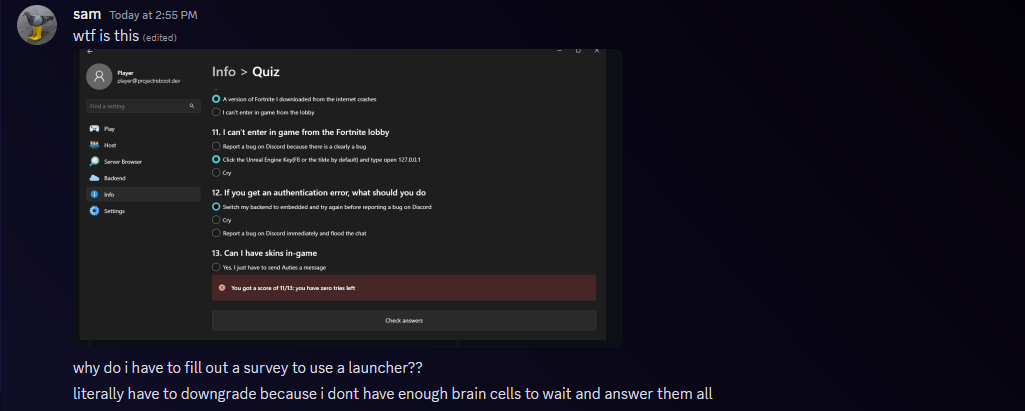 sam Today at 2:55 PM
wtf is this (edited)
Player
player@projectreboot.dev
Find a setting
Play
Host
Server Browser
Backend
Info
Settings
Info > Quiz
A version of Fortnite I downloaded from the internet crashes
I can't enter in game from the lobby
11. I can't enter in game from the Fortnite lobby
Report a bug on Discord because there is a clearly a bug
Click the Unreal Engine Key(F8 or the tilde by default) and type open 127.0.0.1
Cry
12. If you get an authentication error, what should you do
Switch my backend to embedded and try again before reporting a bug on Discord
Cry
Report a bug on Discord immediately and flood the chat
13. Can I have skins in-game
Yes, I just have to send Auties a message
You got a score of 11/13: you have zero tries left
Check answers
why do i have to fill out a survey to use a launcher??
literally have to downgrade because i dont have enough brain cells to wait and answer them all